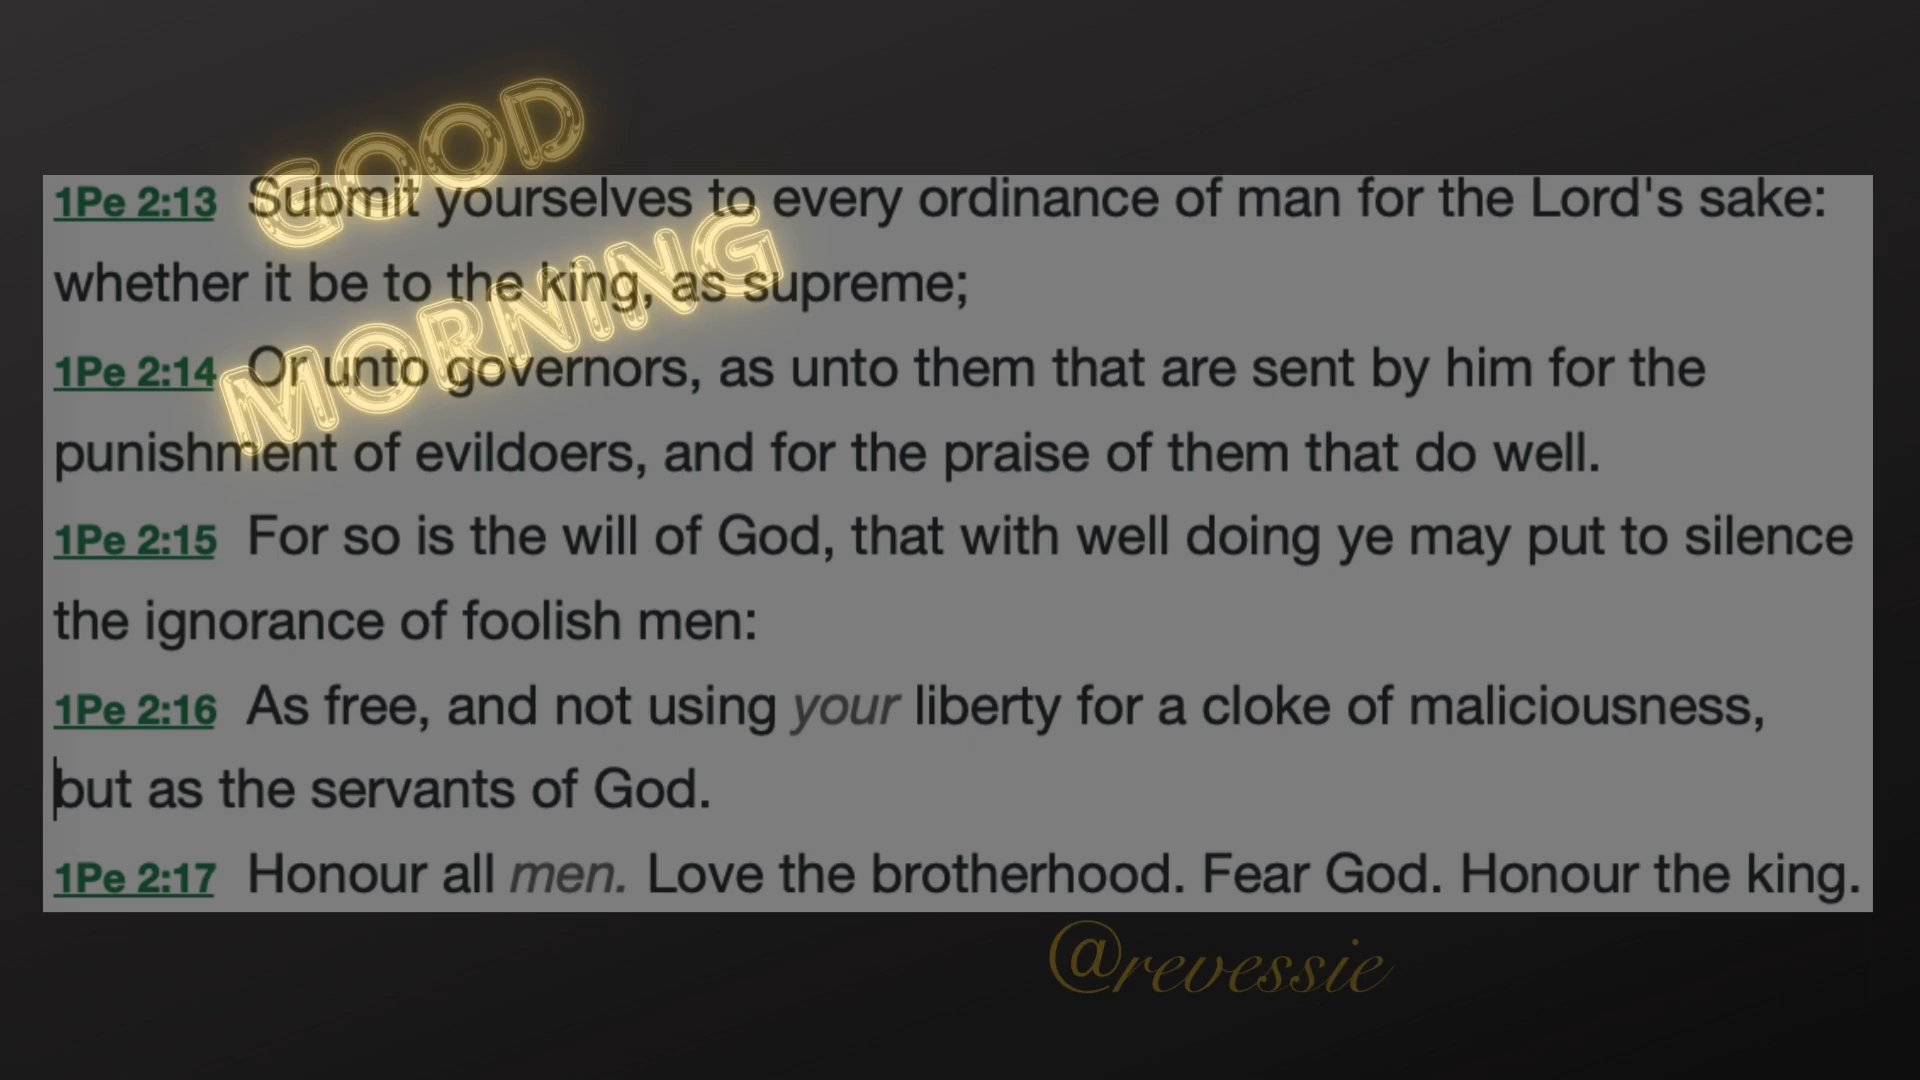 GOOD
MORNING
1Pe 2:13 Submit yourselves to every ordinance of man for the Lord's sake:
whether it be to the king, as supreme;
1Pe 2:14 Or unto governors, as unto them that are sent by him for the
punishment of evildoers, and for the praise of them that do well.
1Pe 2:15 For so is the will of God, that with well doing ye may put to silence
the ignorance of foolish men:
1Pe 2:16 As free, and not using your liberty for a cloke of maliciousness,
but as the servants of God.
1Pe 2:17 Honour all men. Love the brotherhood. Fear God. Honour the king.
@revessie